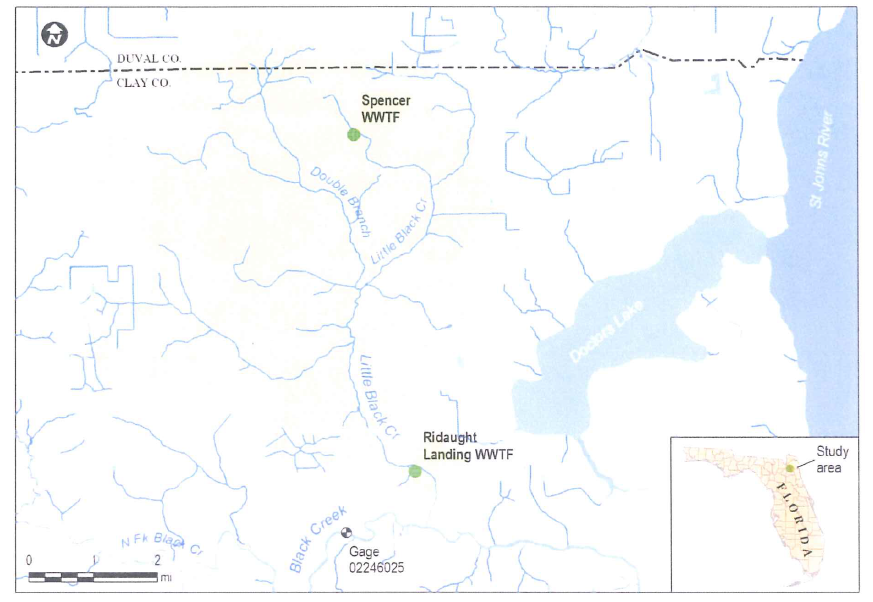 N
DUVAL CO.
CLAY CO.
Spencer
WWTF
St Johns River
Double Branch
Little Black Cr
Doctors Lake
Little Black Cr
Ridaught
Landing WWTF
Study
area
FLORIDA
Black Creek
N Fk Black Cr
Gage
02246025
0 1 2
mi